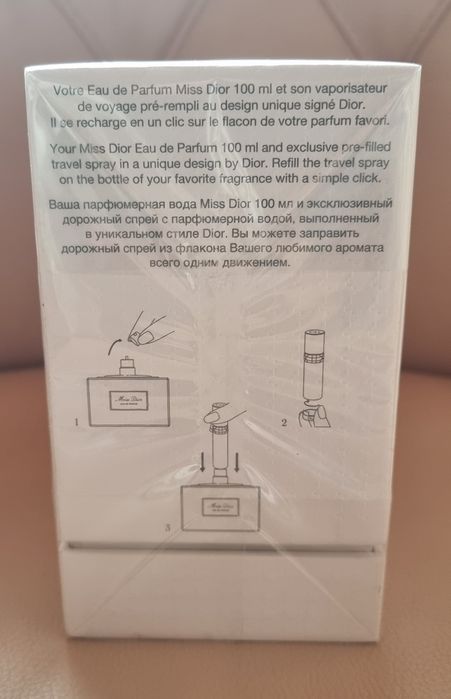 Votre Eau de Parfum Miss Dior 100 ml et son vaporisateur
de voyage pré-rempli au design unique signé Dior.
Il se recharge en un clic sur le flacon de votre parfum favori.
Your Miss Dior Eau de Parfum 100 ml and exclusive pre-filled
travel spray in a unique design by Dior. Refill the travel spray
on the bottle of your favorite fragrance with a simple click.
Ваша парфюмерная вода Miss Dior 100 мл и эксклюзивный
дорожный спрей с парфюмерной водой, выполненный
в уникальном стиле Dior. Вы можете заправить
дорожный спрей из флакона Вашего любимого аромата
всего одним движением.
1
Miss Dior
2
3
Miss Dior